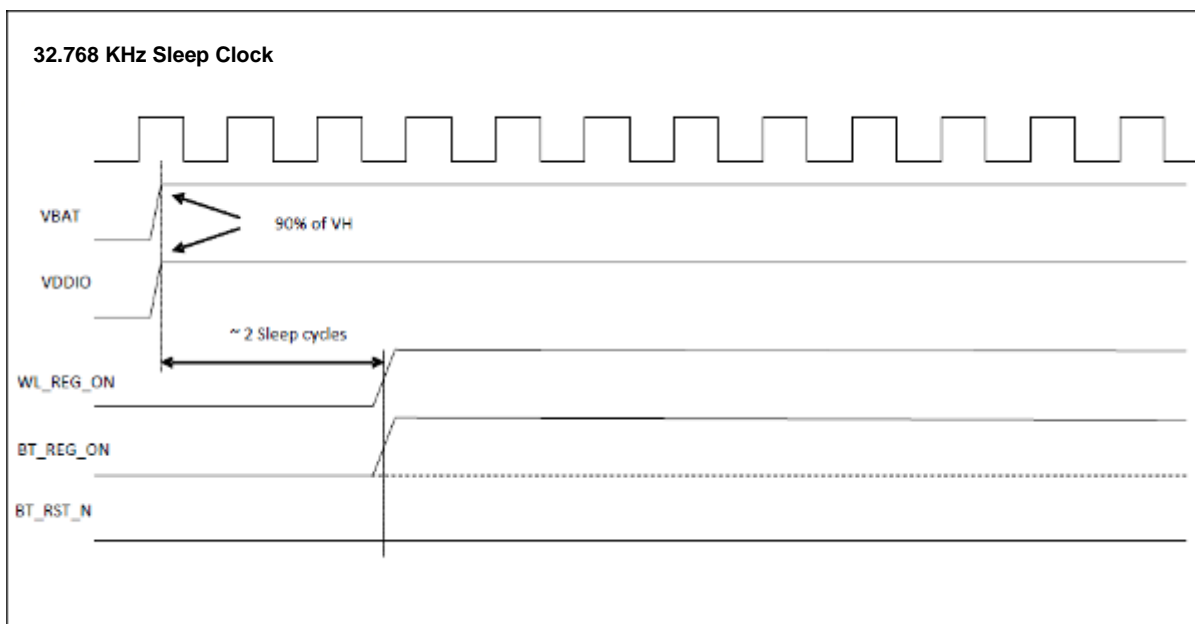 32.768 KHz Sleep Clock
VBAT
90% of VH
VDDIO
~ 2 Sleep cycles
WL_REG_ON
BT_REG_ON
BT_RST_N